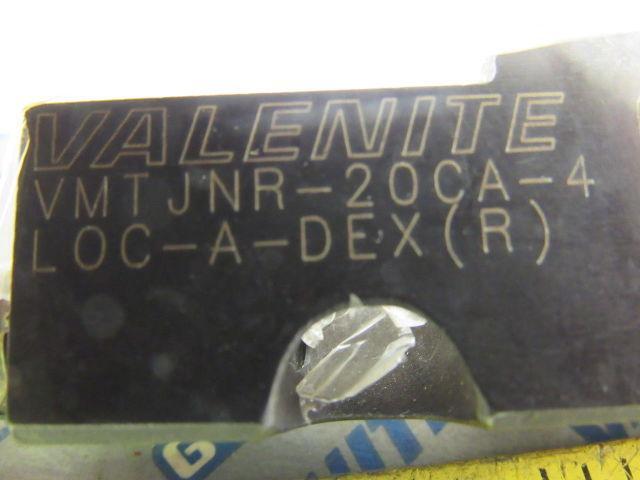 VALENITE
VMTJNR-20CA-4
LOC-A-DEX(R)